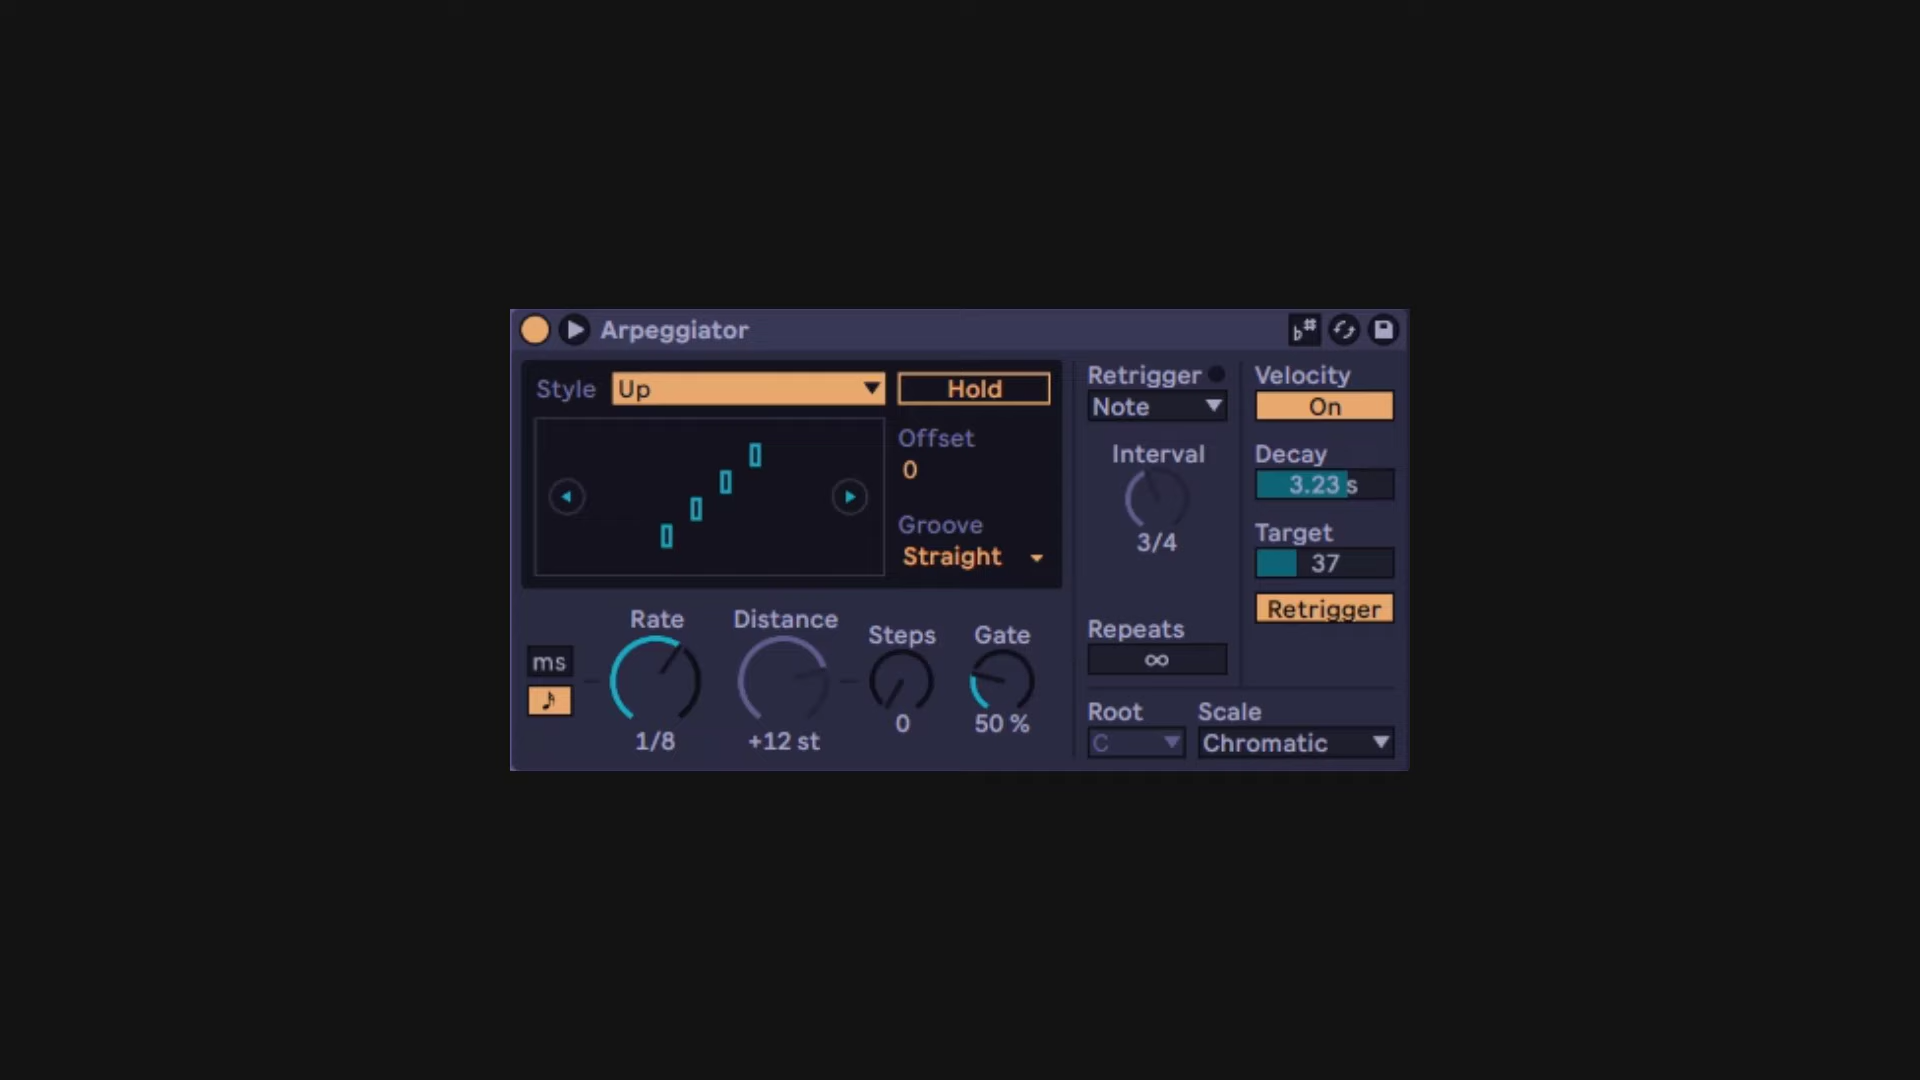 Arpeggiator
Style Up Hold
Offset
0
Groove
Straight
ms
Rate
1/8
Distance
+12 st
Steps
0
Gate
50 %
Retrigger
Note
Interval
3/4
Repeats
∞
Velocity
On
Decay
3.23 s
Target
37
Retrigger
Root
C
Scale
Chromatic